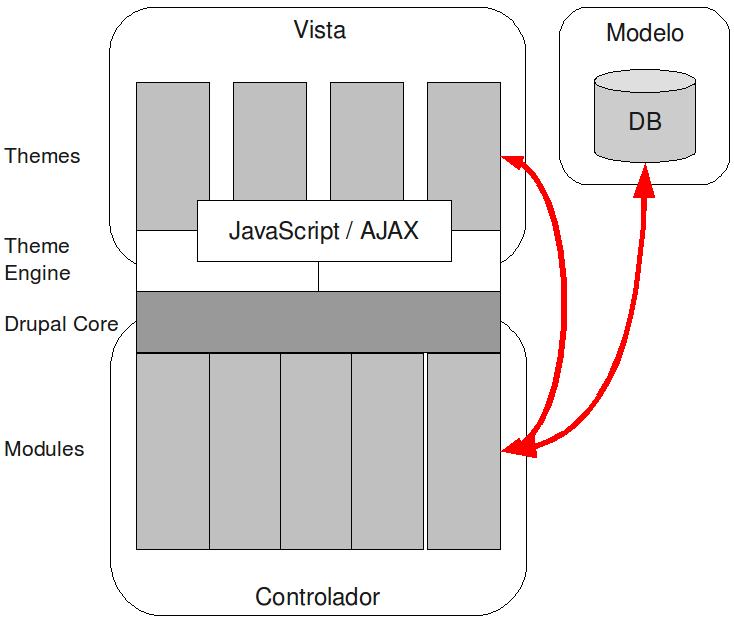 Vista
Modelo
DB
Themes
JavaScript / AJAX
Theme
Engine
Drupal Core
Modules
Controlador